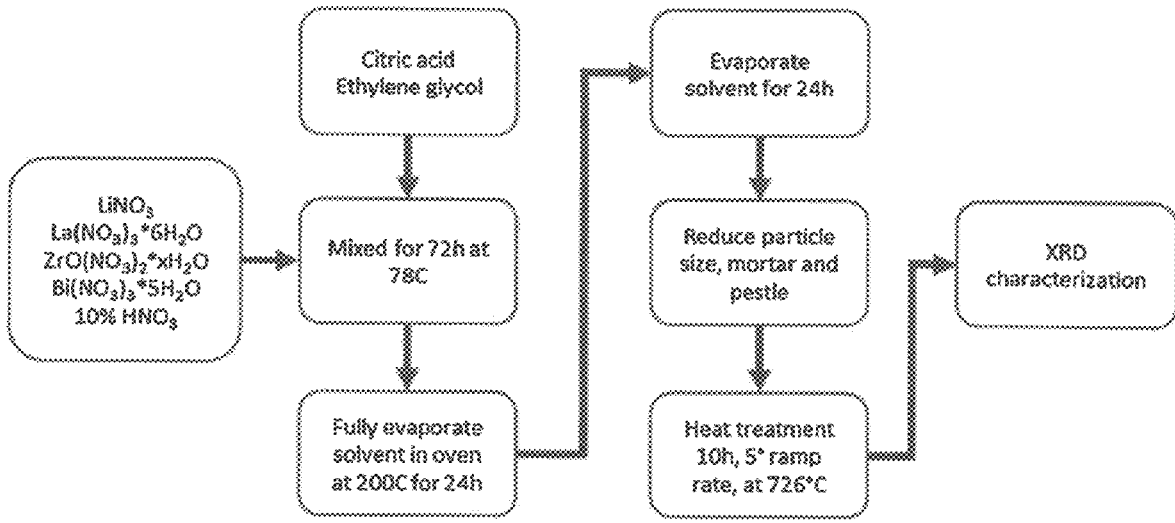 Citric acid
Ethylene glycol
LiNO₃
La(NO₃)₃*6H₂O
ZrO(NO₃)₂*xH₂O
Bi(NO₃)₃*5H₂O
10% HNO₃
Mixed for 72h at
78C
Fully evaporate
solvent in oven
at 200C for 24h
Evaporate
solvent for 24h
Reduce particle
size, mortar and
pestle
Heat treatment
10h, 5° ramp
rate, at 726°C
XRD
characterization